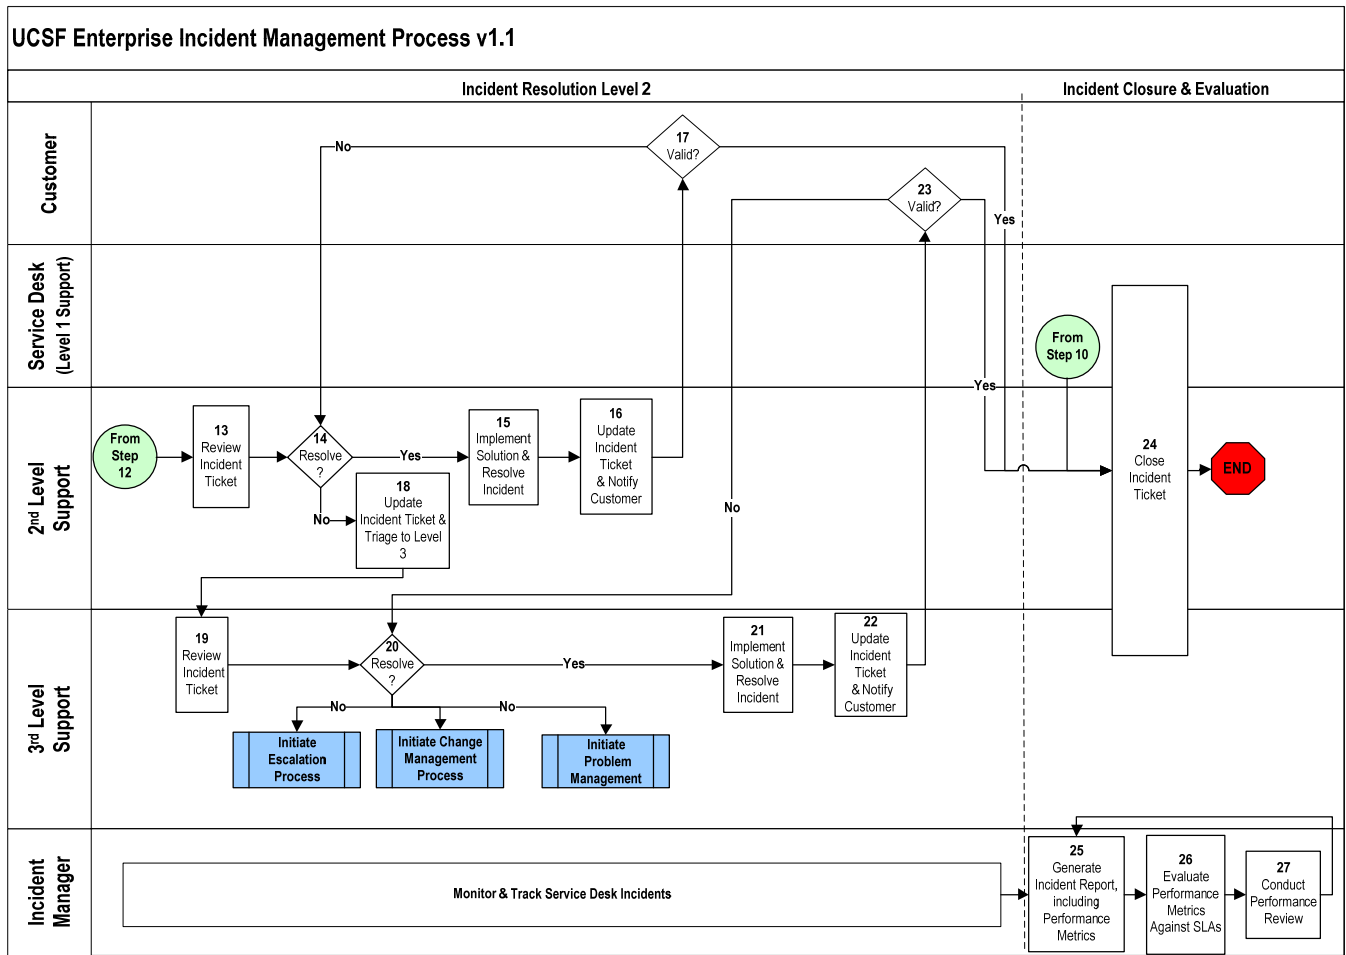 UCSF Enterprise Incident Management Process v1.1
Incident Resolution Level 2
Incident Closure & Evaluation
Customer
17
Valid?
No
23
Valid?
Yes
Service Desk
(Level 1 Support)
From
Step 10
Yes
2nd Level
Support
From
Step
12
13
Review
Incident
Ticket
14
Resolve
?
Yes
15
Implement
Solution &
Resolve
Incident
16
Update
Incident
Ticket
& Notify
Customer
No
18
Update
Incident Ticket &
Triage to Level
3
No
24
Close
Incident
Ticket
END
3rd Level
Support
19
Review
Incident
Ticket
20
Resolve
?
Yes
21
Implement
Solution &
Resolve
Incident
22
Update
Incident
Ticket
& Notify
Customer
No
No
Initiate
Escalation
Process
Initiate Change
Management
Process
Initiate
Problem
Management
Incident
Manager
Monitor & Track Service Desk Incidents
25
Generate
Incident Report,
including
Performance
Metrics
26
Evaluate
Performance
Metrics
Against SLAs
27
Conduct
Performance
Review